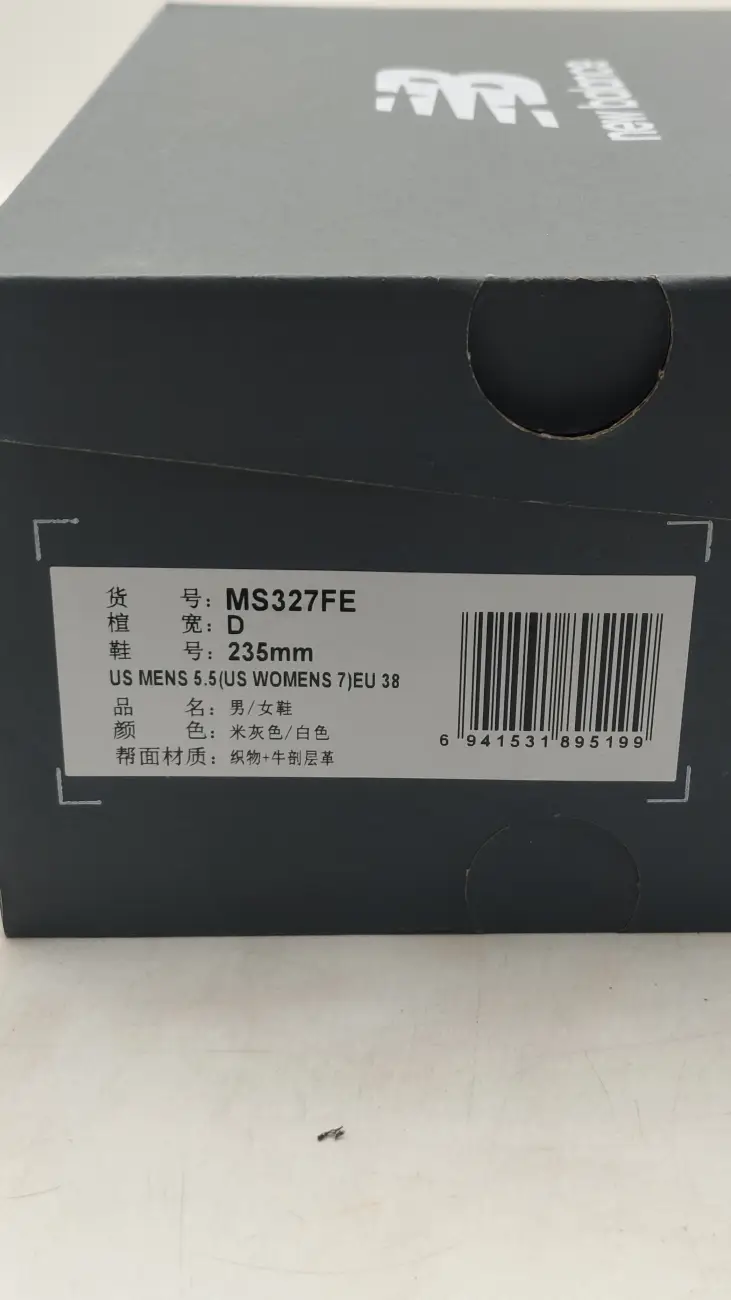 new balance
货 号：MS327FE
楦 宽：D
鞋 号：235mm
US MENS 5.5(US WOMENS 7)EU 38
品 名：男/女鞋
颜 色：米灰色/白色
帮面材质：织物+牛剖层革
6 941531 895199